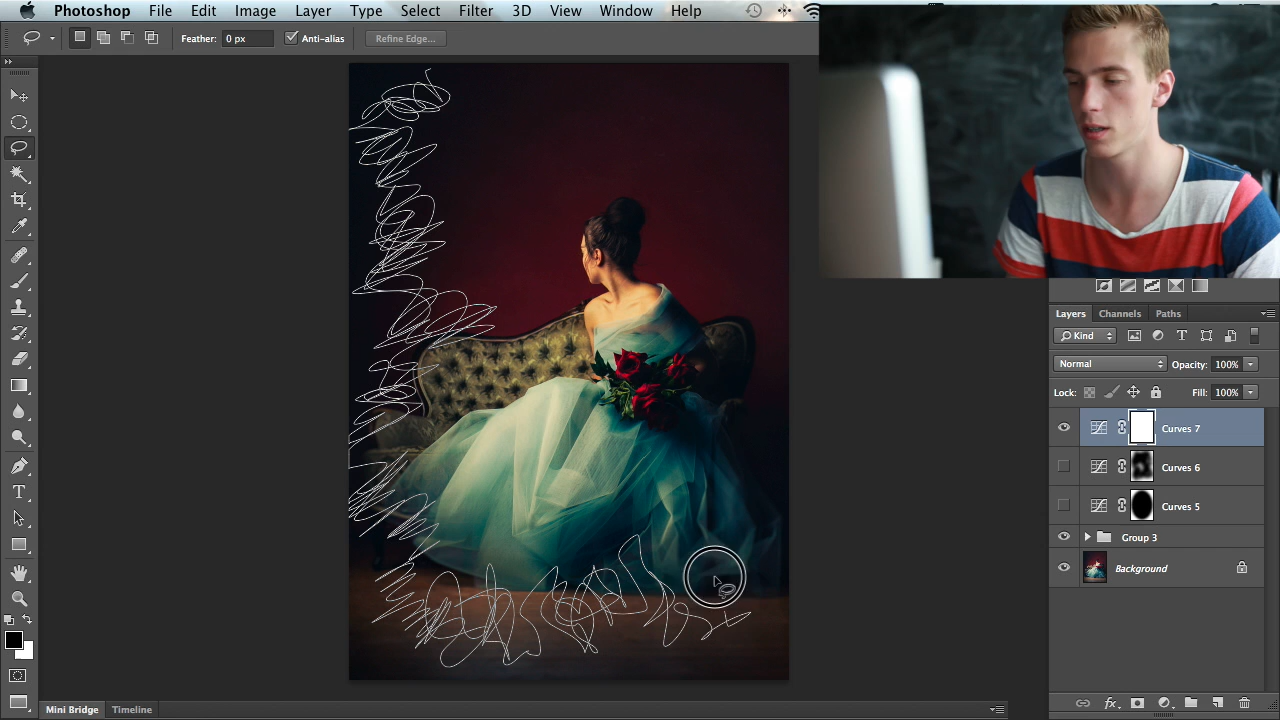 Photoshop File Edit Image Layer Type Select Filter 3D View Window Help
Feather: 0 px Anti-alias Refine Edge...
Layers Channels Paths
Kind
Normal Opacity: 100%
Lock: Fill: 100%
Curves 7
Curves 6
Curves 5
Group 3
Background
Mini Bridge Timeline